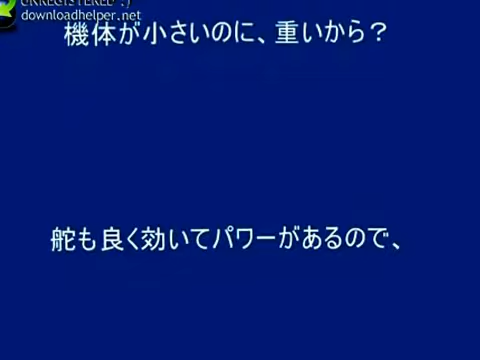 UNREGISTERED :)
downloadhelper.net
機体が小さいのに、重いから？
舵も良く効いてパワーがあるので、